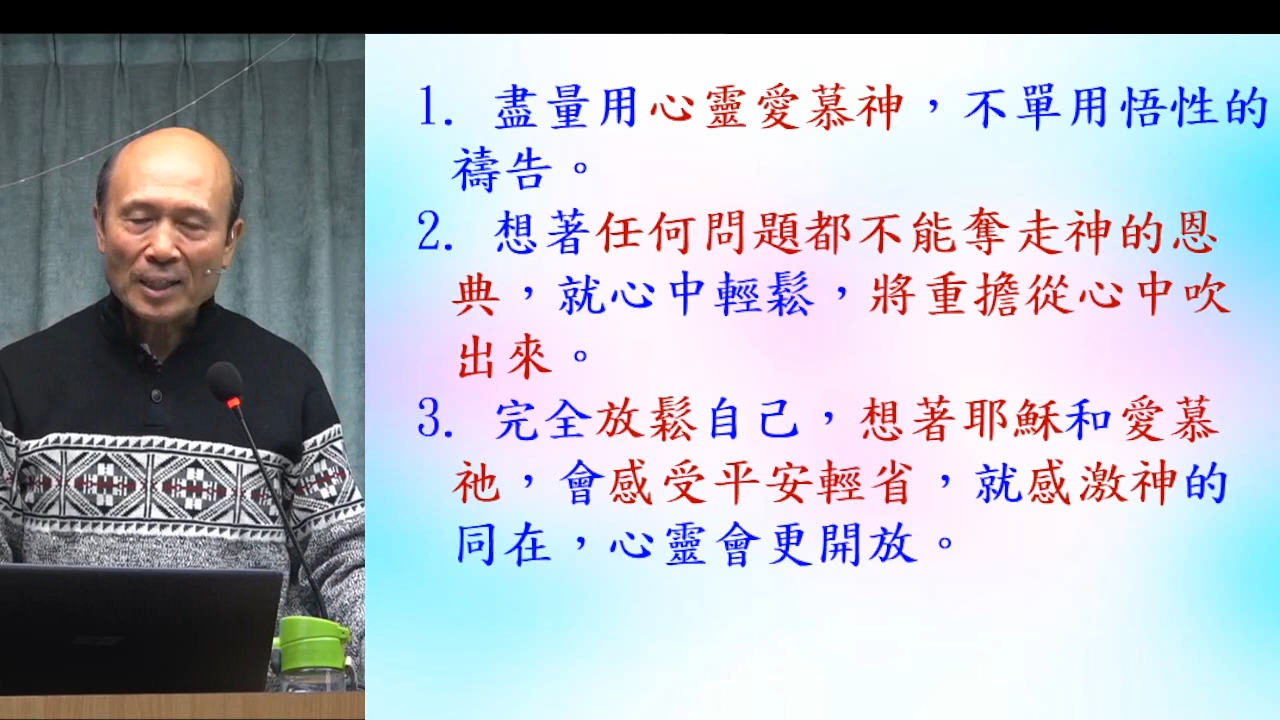 1. 盡量用心靈愛慕神，不單用悟性的
禱告。
2. 想著任何問題都不能奪走神的恩
典，就心中輕鬆，將重擔從心中吹
出來。
3. 完全放鬆自己，想著耶穌和愛慕
祂，會感受平安輕省，就感激神的
同在，心靈會更開放。